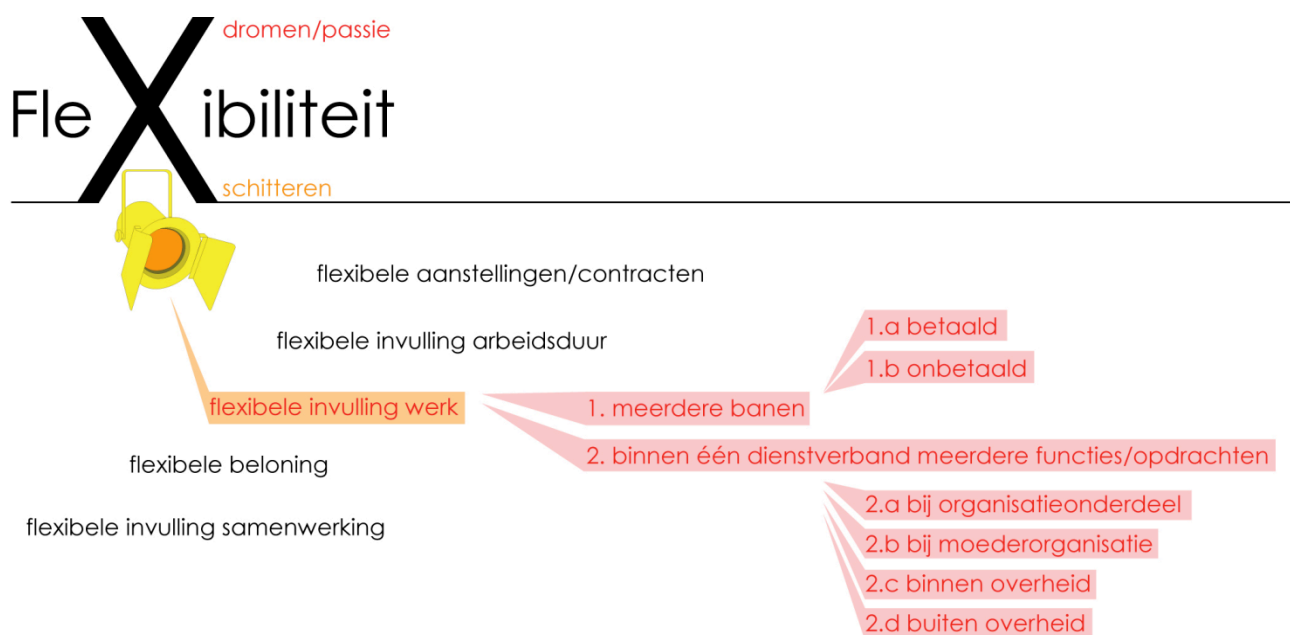 dromen/passie
FleXibiliteit
schitteren
flexibele aanstellingen/contracten
flexibele invulling arbeidsduur
flexibele invulling werk
1. meerdere banen
1.a betaald
1.b onbetaald
2. binnen één dienstverband meerdere functies/opdrachten
2.a bij organisatieonderdeel
2.b bij moederorganisatie
2.c binnen overheid
2.d buiten overheid
flexibele beloning
flexibele invulling samenwerking